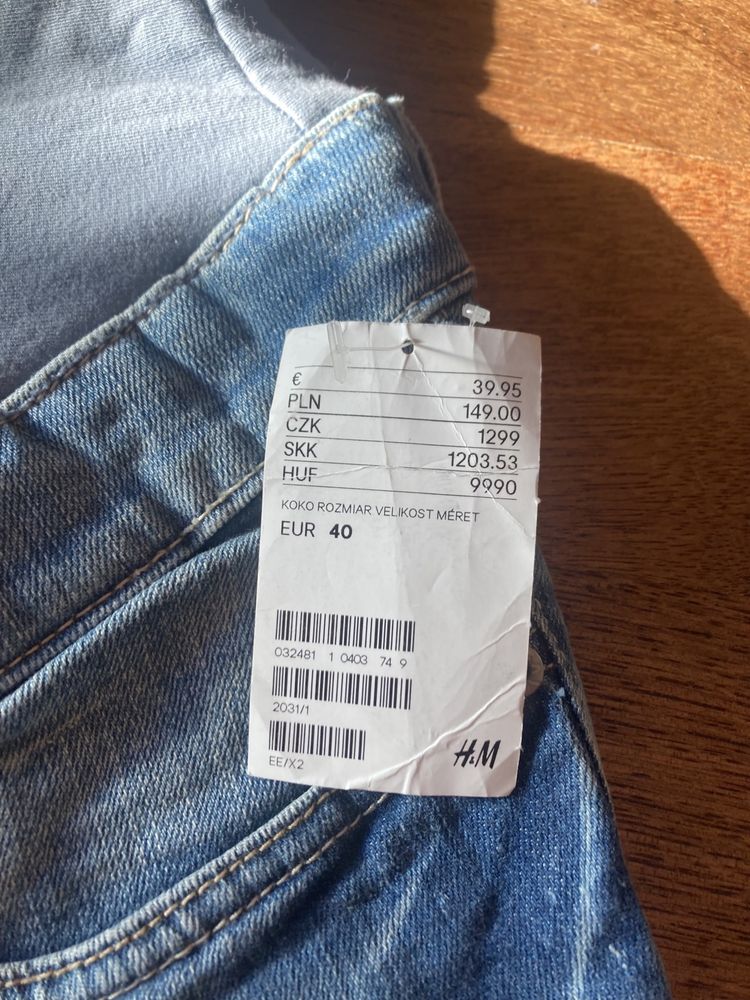 € 39.95
PLN 149.00
CZK 1299
SKK 1203.53
HUF 9990
KOKO ROZMIAR VELIKOST MÉRET
EUR 40
032481 1 0403 74 9
2031/1
EE/X2
H&M